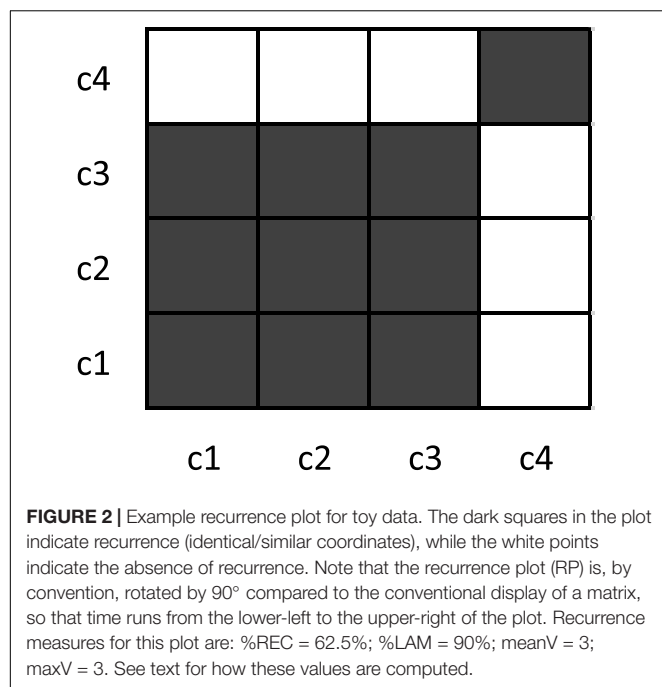 c4
c3
c2
c1
c1 c2 c3 c4
FIGURE 2 | Example recurrence plot for toy data. The dark squares in the plot
indicate recurrence (identical/similar coordinates), while the white points
indicate the absence of recurrence. Note that the recurrence plot (RP) is, by
convention, rotated by 90° compared to the conventional display of a matrix,
so that time runs from the lower-left to the upper-right of the plot. Recurrence
measures for this plot are: %REC = 62.5%; %LAM = 90%; meanV = 3;
maxV = 3. See text for how these values are computed.